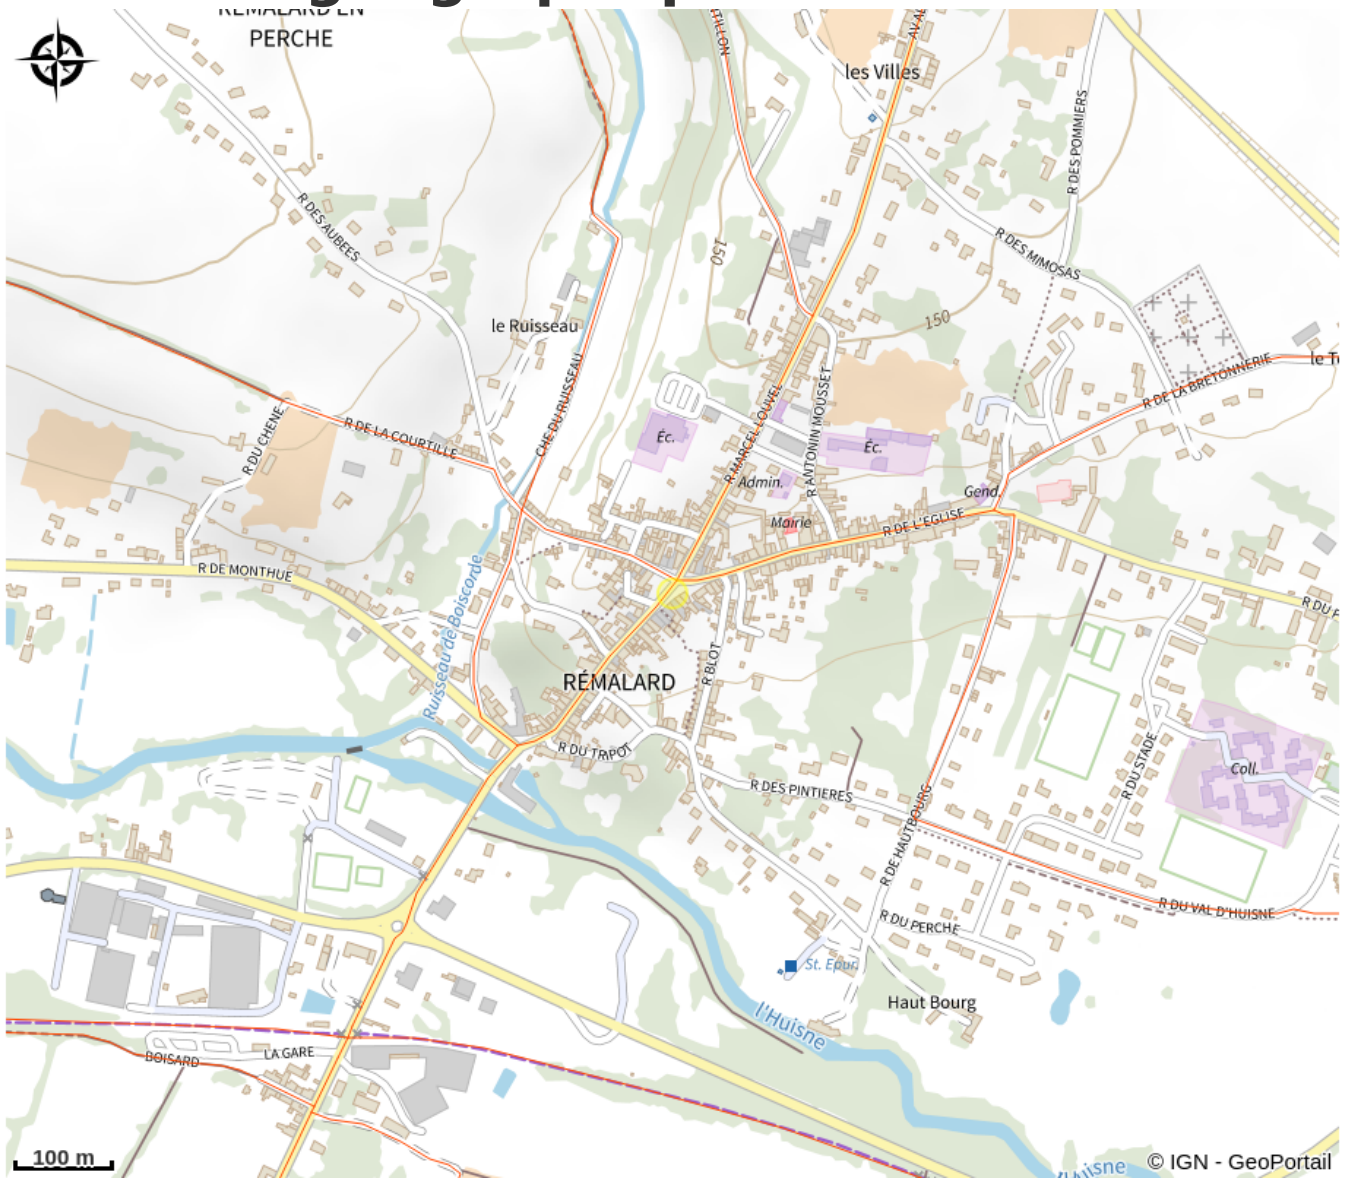 RÉMALARD EN
PERCHE
les Villes
R DES POMMIERS
R DES AUBEES
R DES MIMOSAS
150
150
le Ruisseau
CHE DU RUISSEAU
R DE LA BRETONNERIE
R DU CHENE
R DE LA COURTILLE
R MARCEL LOUVEL
R ANTONIN MOUSSET
Éc.
Éc.
Admin.
Gend.
Mairie
R DE L'EGLISE
R DE MONTHUE
Ruisseau de Boiscorde
R BLOT
RÉMALARD
R DU TRIPOT
R DES PINTIERES
R DU STADE
Coll.
R DE HAUTBOURG
R DU VAL D'HUISNE
R DU PERCHE
St. Epur.
Haut Bourg
l'Huisne
LA GARE
BOISARD
100 m
© IGN - GeoPortail